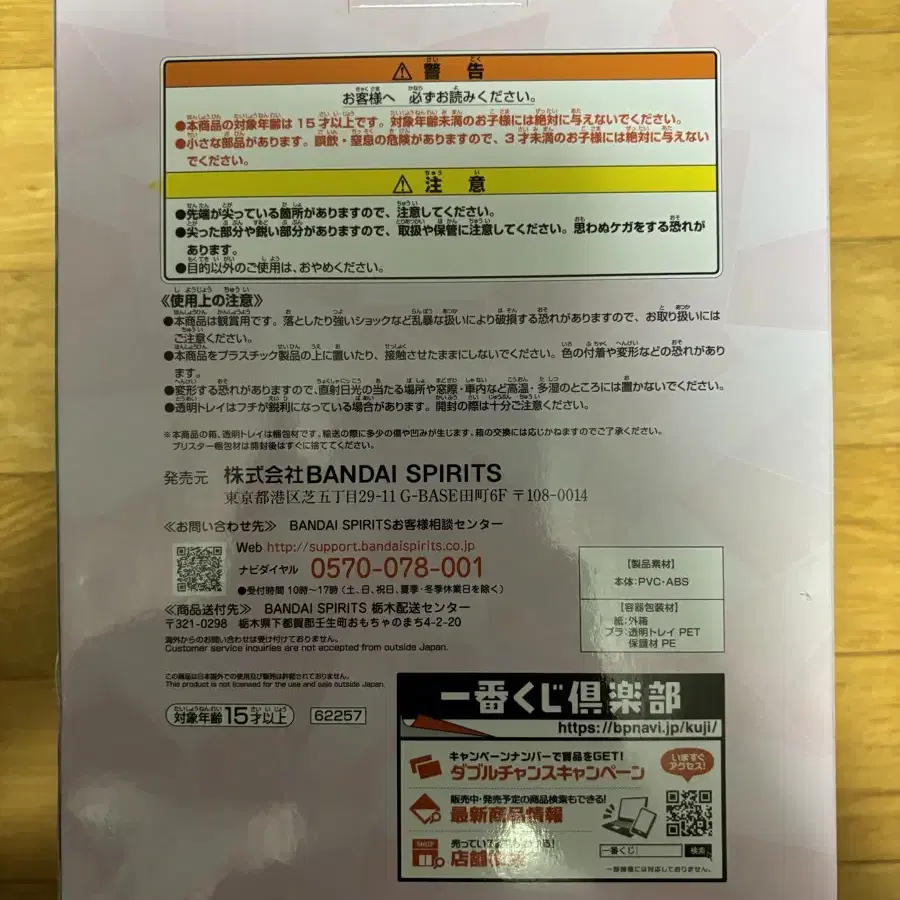 ⚠ 警告
お客様へ 必ずお読みください。
●本商品の対象年齢は15才以上です。対象年齢未満のお子様には絶対に与えないでください。
●小さな部品があります。誤飲・窒息の危険がありますので、3才未満のお子様には絶対に与えない
でください。
⚠ 注意
●先端が尖っている箇所がありますので、注意してください。
●尖った部分や鋭い部分がありますので、取扱や保管に注意してください。思わぬケガをする恐れが
あります。
●目的以外のご使用は、おやめください。
《使用上の注意》
●本商品は観賞用です。落としたり強いショックなど乱暴な扱いにより破損する恐れがありますので、お取り扱いには
ご注意ください。
●本商品をプラスチック製品の上に置いたり、接触させたままにしないでください。色の付着や変形などの恐れがあり
ます。
●変形する恐れがありますので、直射日光の当たる場所や窓際・車内など高温・多湿のところには置かないでください。
●透明トレイはフチが鋭利になっている場合があります。開封の際は十分ご注意ください。
※本商品の箱、透明トレイは梱包材です。輸送の際に多少の傷や凹みが生じます。箱の交換には応じかねますのでご了承ください。
ブリスター梱包材は開封後はすぐに捨ててください。
発売元 株式会社BANDAI SPIRITS
東京都港区芝五丁目29-11 G-BASE田町6F 〒108-0014
≪お問い合わせ先≫ BANDAI SPIRITSお客様相談センター
Web http://support.bandaispirits.co.jp
ナビダイヤル 0570-078-001
●受付時間 10時～17時(土、日、祝日、夏季・冬季休業日を除く)
≪商品送付先≫ BANDAI SPIRITS 栃木配送センター
〒321-0298 栃木県下都賀郡壬生町おもちゃのまち4-2-20
海外からのお問い合わせは受け付けておりません。
Customer service inquiries are not accepted from outside Japan.
【製品素材】
本体:PVC・ABS
【容器包装材】
紙:外箱
プラ:透明トレイ PET
保護材 PE
この商品は日本国外での使用及び販売は許諾されておりません。
This product is not licensed for the use and sale outside Japan.
対象年齢15才以上
62257
一番くじ倶楽部
https://bpnavi.jp/kuji/
キャンペーンナンバーで賞品をGET!
ダブルチャンスキャンペーン
いますぐ
アクセス!
販売中・発売予定の商品検索もできる!
最新商品情報
SHOP
売ってい
店舗
一番くじ 検索
一部機種には対応しておりません。